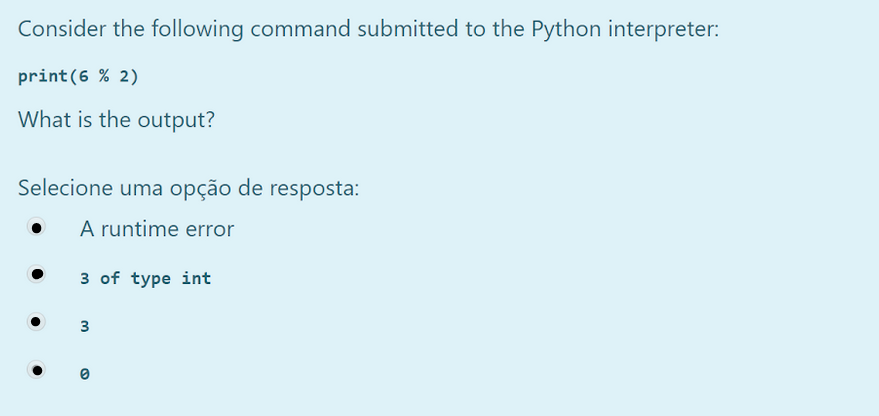 Consider the following command submitted to the Python interpreter:
print(6 % 2)
What is the output?
Selecione uma opção de resposta:
A runtime error
3 of type int
3
0